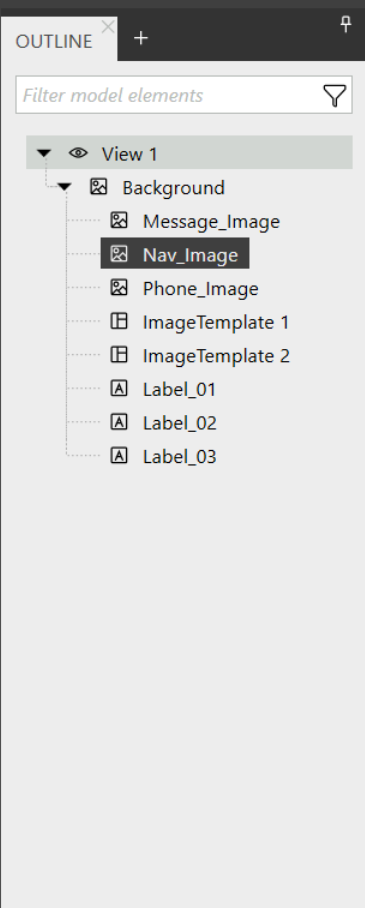 OUTLINE
Filter model elements
View 1
Background
Message_Image
Nav_Image
Phone_Image
ImageTemplate 1
ImageTemplate 2
Label_01
Label_02
Label_03